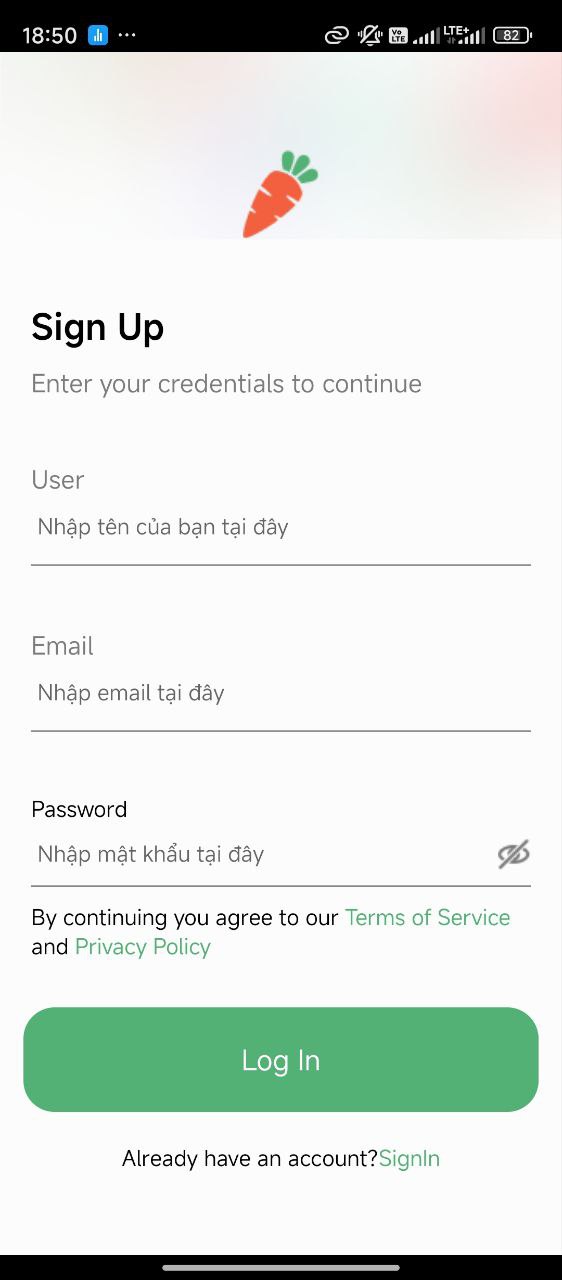 18:50
Vo LTE LTE+ 82
Sign Up
Enter your credentials to continue
User
Nhập tên của bạn tại đây
Email
Nhập email tại đây
Password
Nhập mật khẩu tại đây
By continuing you agree to our Terms of Service
and Privacy Policy
Log In
Already have an account?SignIn